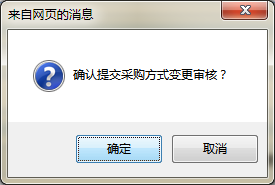 来自网页的消息
确认提交采购方式变更审核？
确定
取消